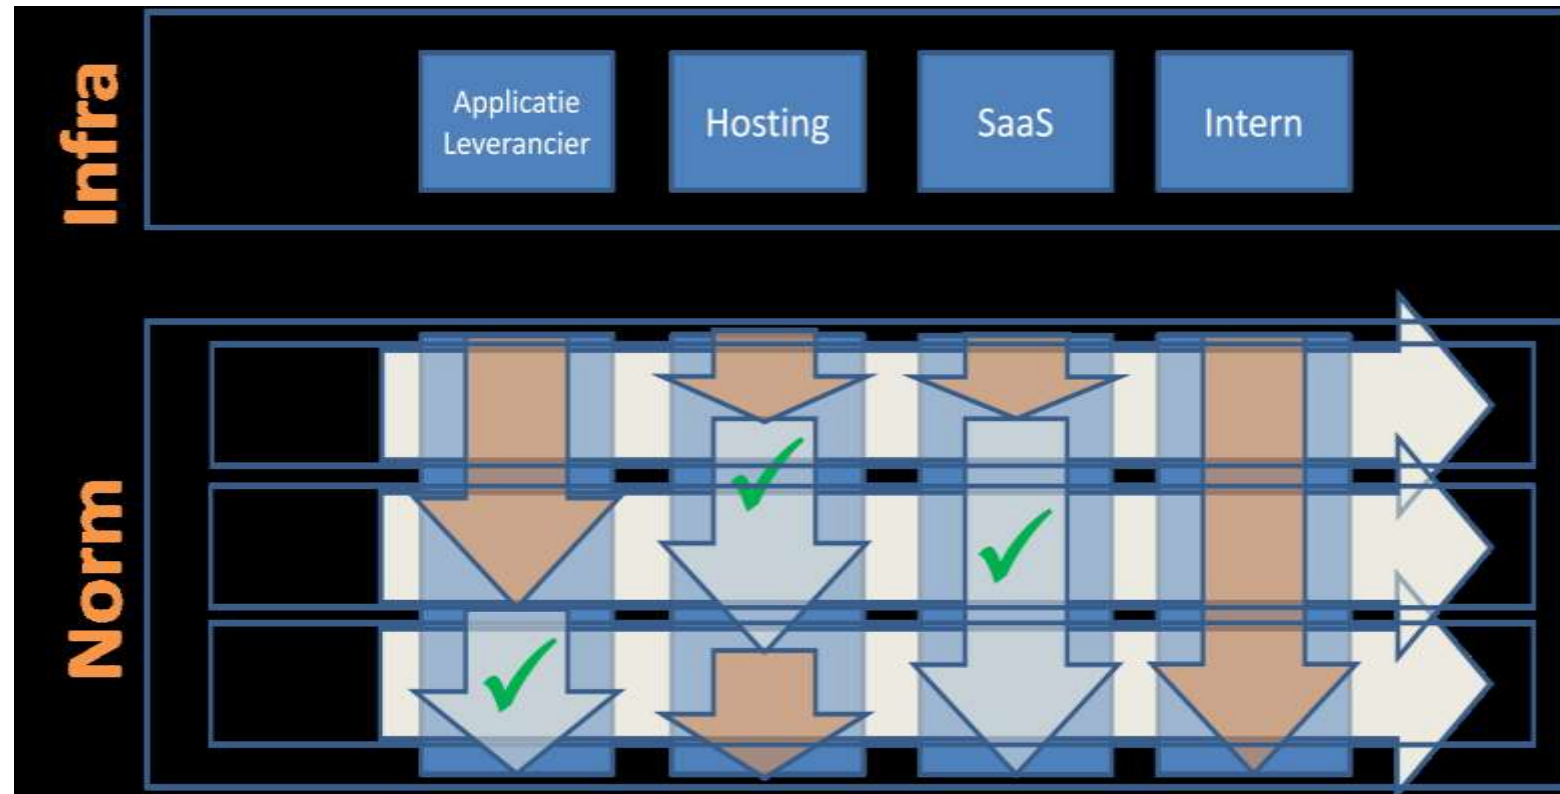 Infra
Applicatie
Leverancier
Hosting
SaaS
Intern
Norm